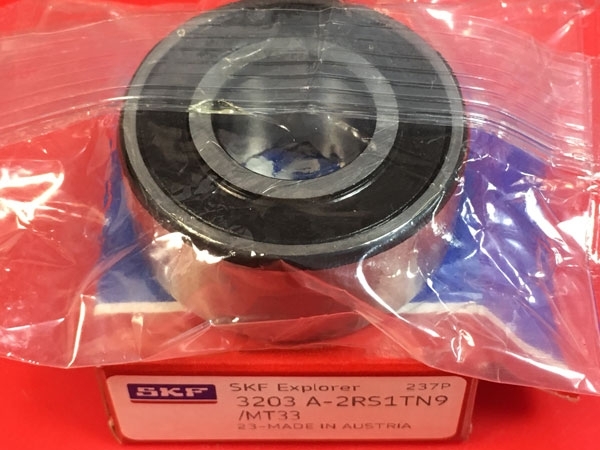 SKF
SKF Explorer 237P
3203 A-2RS1TN9
/MT33
23-MADE IN AUSTRIA